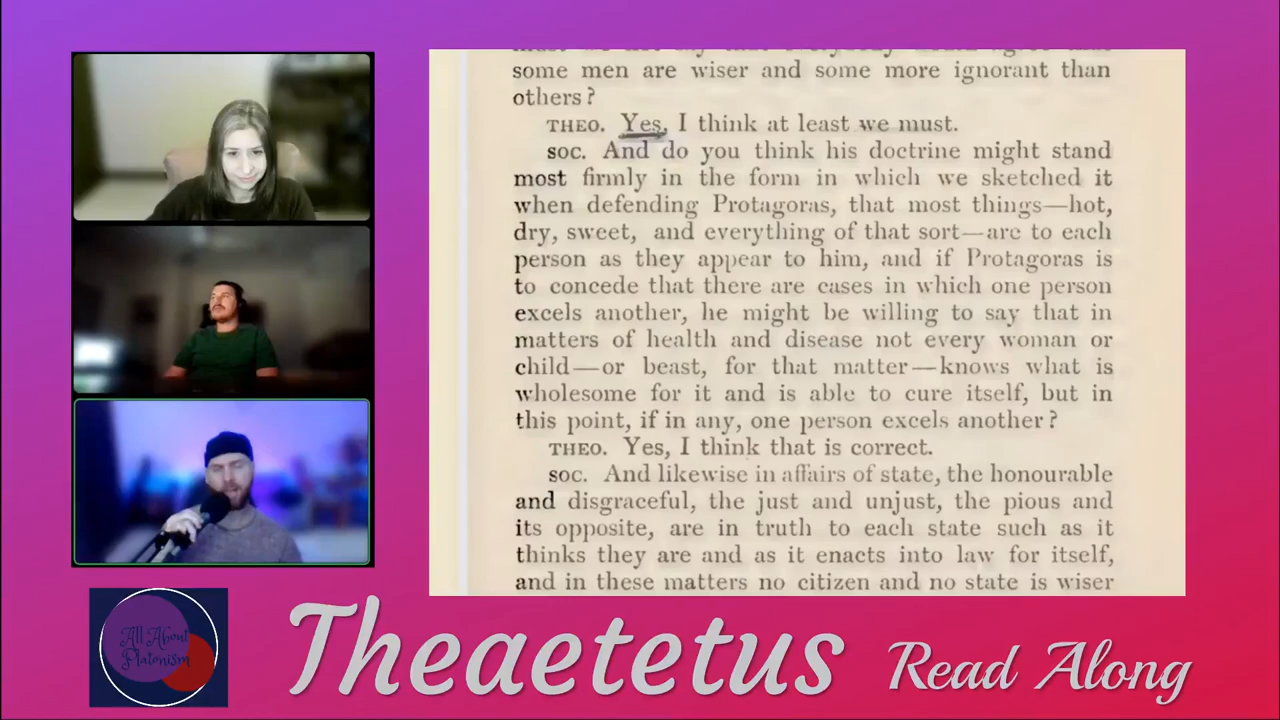 some men are wiser and some more ignorant than
others?
THEO. Yes, I think at least we must.
SOC. And do you think his doctrine might stand
most firmly in the form in which we sketched it
when defending Protagoras, that most things—hot,
dry, sweet, and everything of that sort—are to each
person as they appear to him, and if Protagoras is
to concede that there are cases in which one person
excels another, he might be willing to say that in
matters of health and disease not every woman or
child—or beast, for that matter—knows what is
wholesome for it and is able to cure itself, but in
this point, if in any, one person excels another?
THEO. Yes, I think that is correct.
SOC. And likewise in affairs of state, the honourable
and disgraceful, the just and unjust, the pious and
its opposite, are in truth to each state such as it
thinks they are and as it enacts into law for itself,
and in these matters no citizen and no state is wiser
All About
Platonism
Theaetetus Read Along